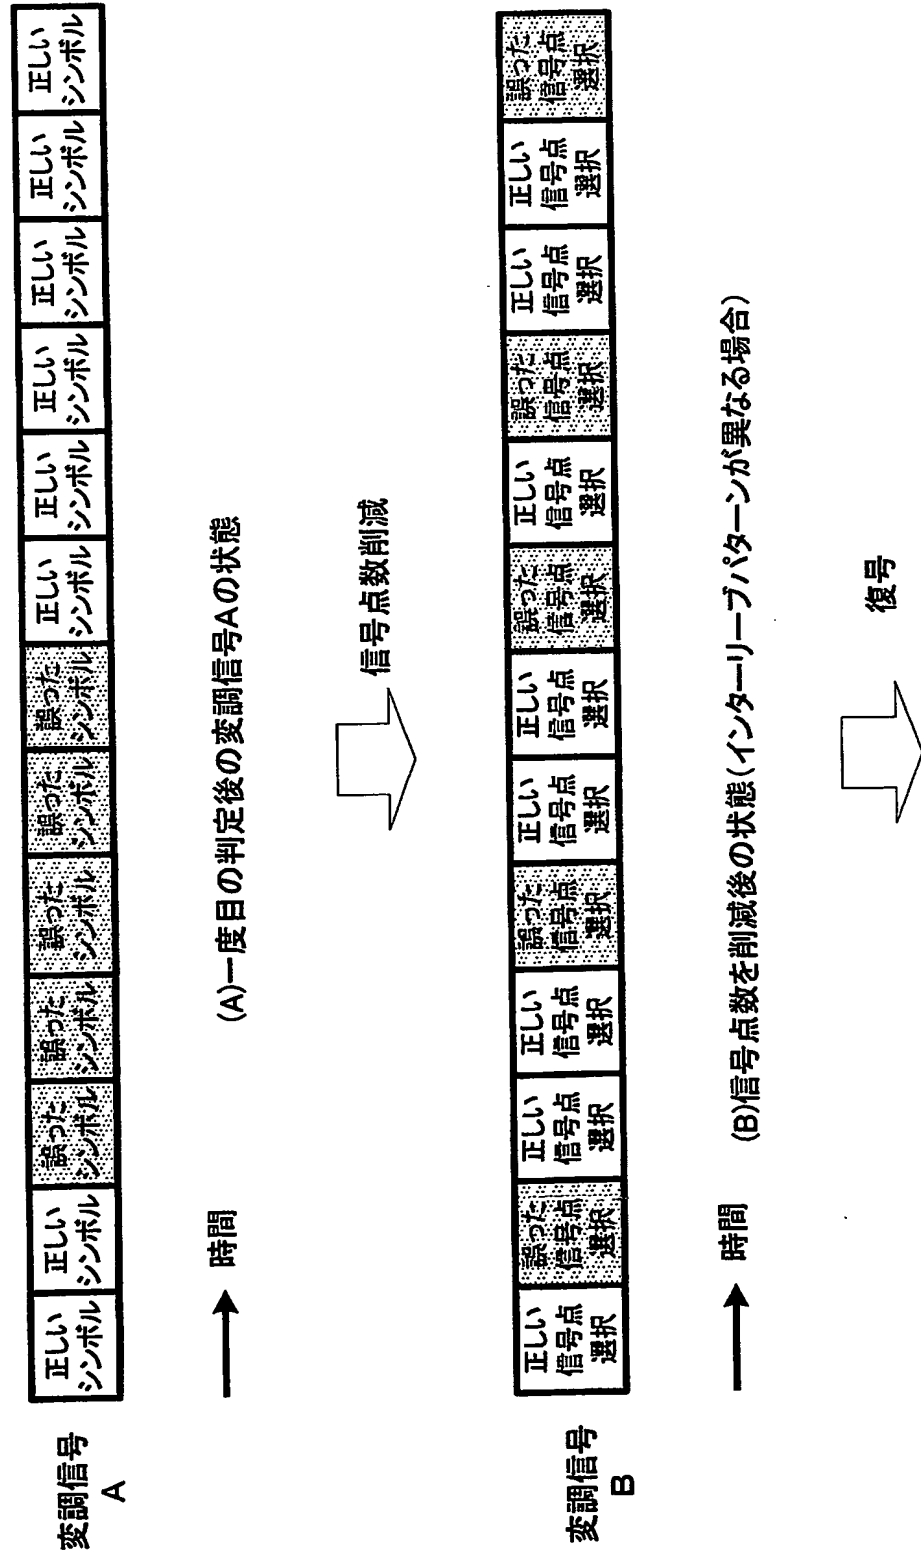 変調信号
A
正しい
シンボル
正しい
シンボル
誤った
シンボル
誤った
シンボル
誤った
シンボル
誤った
シンボル
誤った
シンボル
正しい
シンボル
正しい
シンボル
正しい
シンボル
正しい
シンボル
正しい
シンボル
正しい
シンボル
時間
(A)一度目の判定後の変調信号Aの状態
信号点数削減
変調信号
B
正しい
信号点
選択
誤った
信号点
選択
正しい
信号点
選択
正しい
信号点
選択
誤った
信号点
選択
正しい
信号点
選択
正しい
信号点
選択
誤った
信号点
選択
正しい
信号点
選択
誤った
信号点
選択
正しい
信号点
選択
正しい
信号点
選択
誤った
信号点
選択
時間
(B)信号点数を削減後の状態(インターリーブパターンが異なる場合)
復号